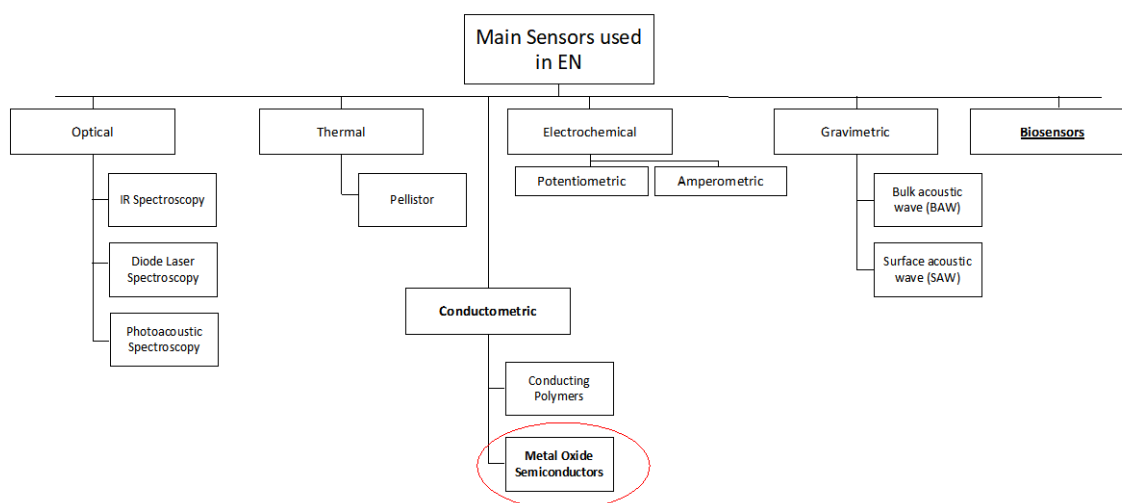 Main Sensors used
in EN
Optical
Thermal
Electrochemical
Gravimetric
Biosensors
Potentiometric
Amperometric
IR Spectroscopy
Pellistor
Bulk acoustic
wave (BAW)
Diode Laser
Spectroscopy
Surface acoustic
wave (SAW)
Conductometric
Photoacoustic
Spectroscopy
Conducting
Polymers
Metal Oxide
Semiconductors